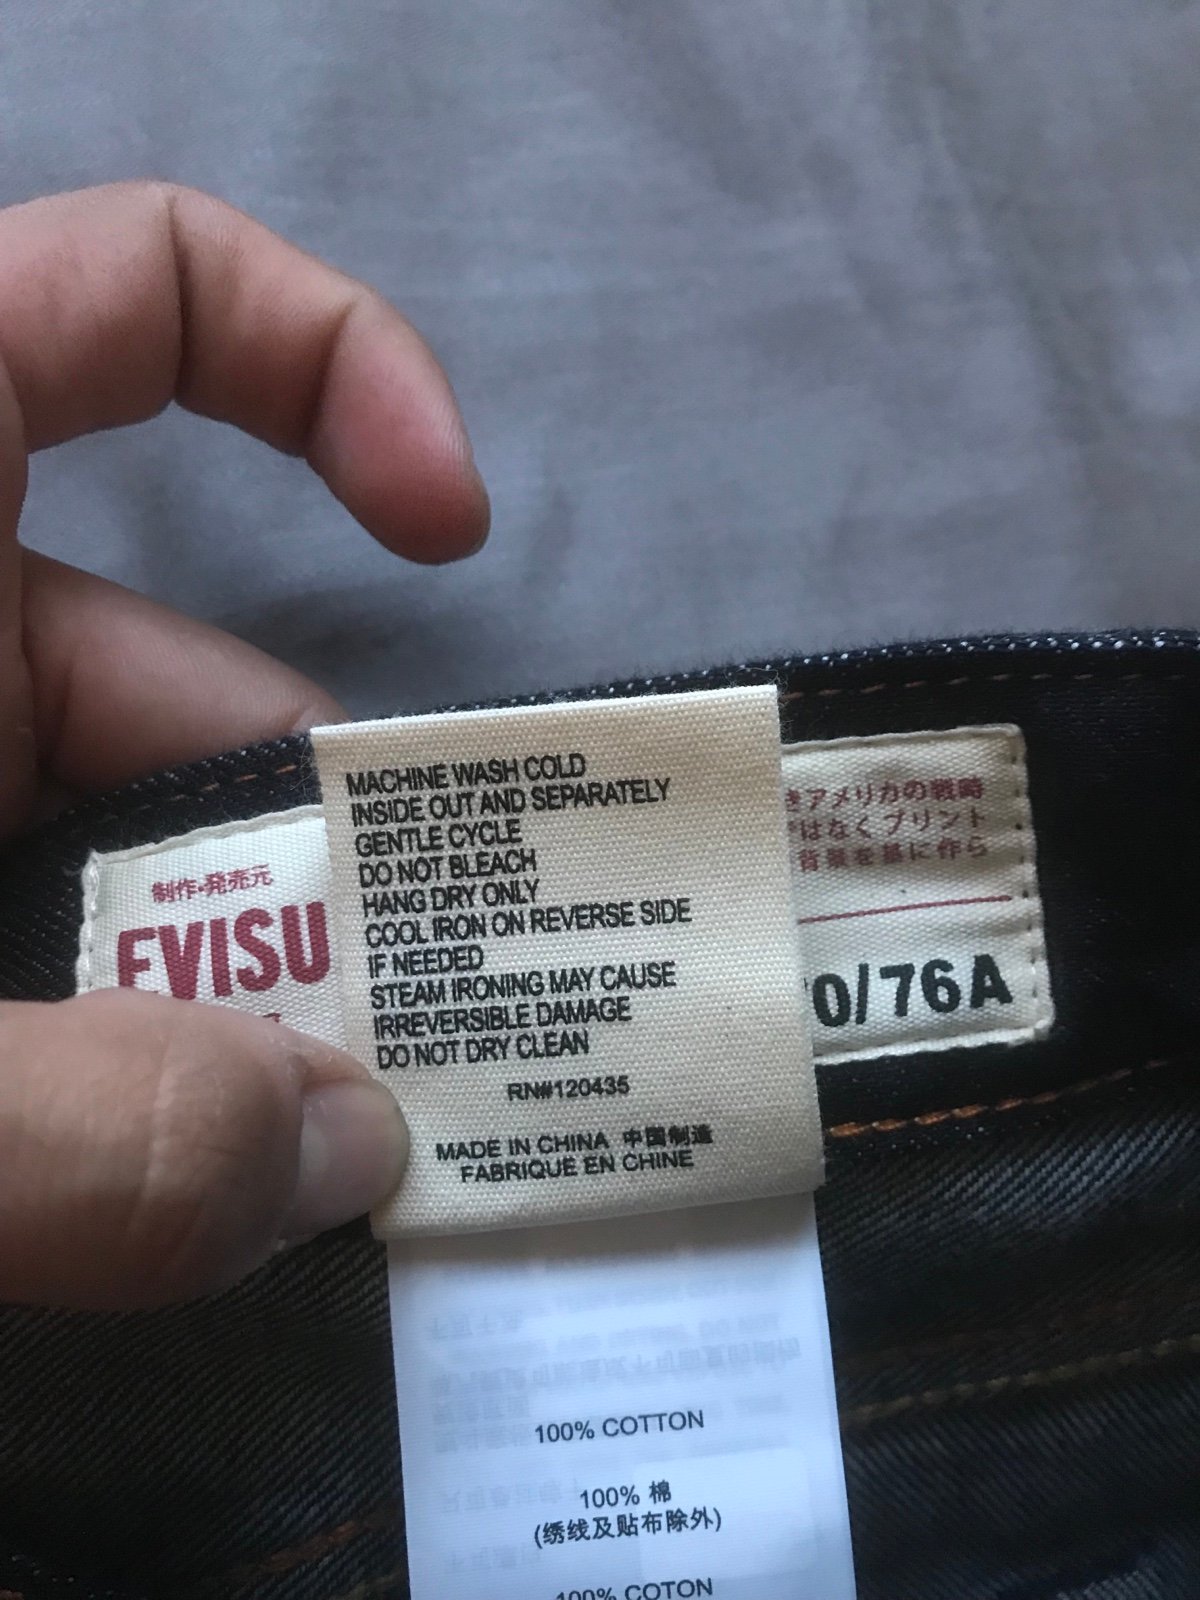 制作・発売元
EVISU
MACHINE WASH COLD
INSIDE OUT AND SEPARATELY
GENTLE CYCLE
DO NOT BLEACH
HANG DRY ONLY
COOL IRON ON REVERSE SIDE
IF NEEDED
STEAM IRONING MAY CAUSE
IRREVERSIBLE DAMAGE
DO NOT DRY CLEAN
RN#120435
MADE IN CHINA 中国制造
FABRIQUE EN CHINE
きアメリカの戦時
はなくプリント
背景を基に作ら
0/76A
100% COTTON
100% 棉
(绣线及贴布除外)
100% COTON